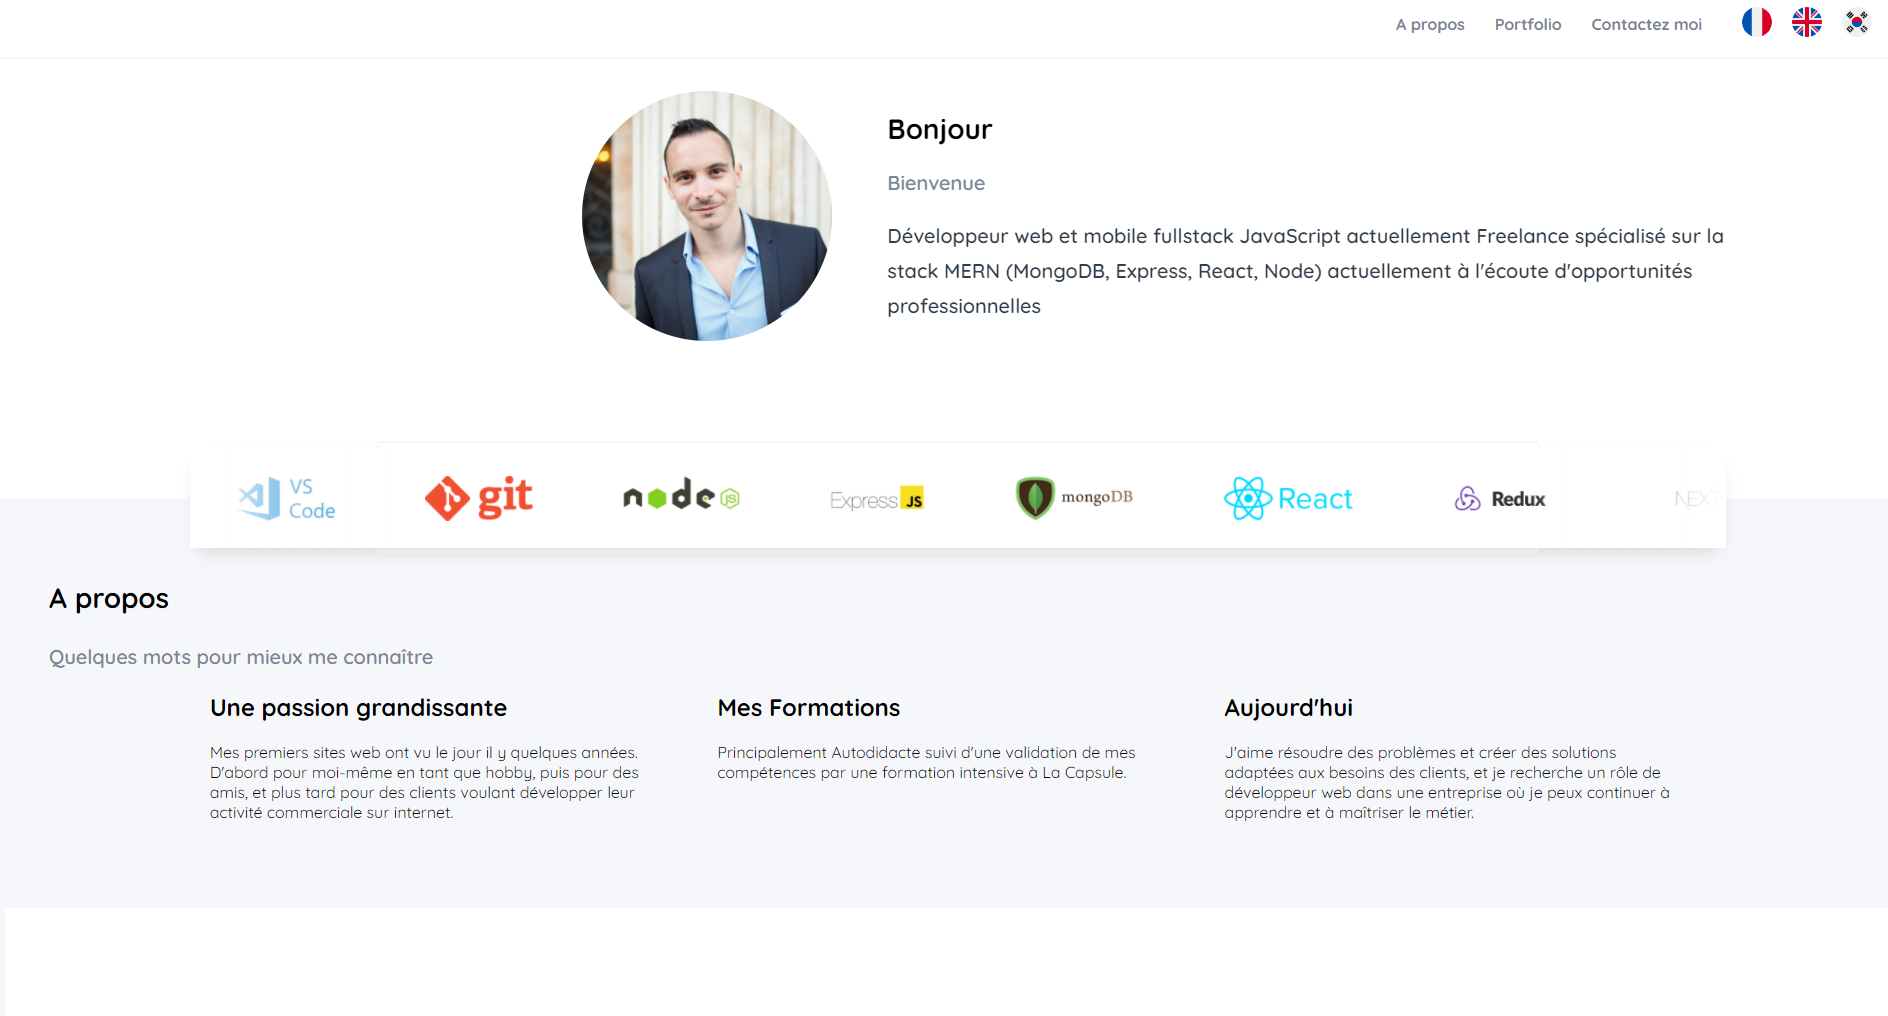 A propos Portfolio Contactez moi
Bonjour
Bienvenue
Développeur web et mobile fullstack JavaScript actuellement Freelance spécialisé sur la
stack MERN (MongoDB, Express, React, Node) actuellement à l'écoute d'opportunités
professionnelles
VS
Code
git
node
JS
Express
JS
mongoDB
React
Redux
NEXT
A propos
Quelques mots pour mieux me connaître
Une passion grandissante
Mes premiers sites web ont vu le jour il y quelques années.
D'abord pour moi-même en tant que hobby, puis pour des
amis, et plus tard pour des clients voulant développer leur
activité commerciale sur internet.
Mes Formations
Principalement Autodidacte suivi d'une validation de mes
compétences par une formation intensive à La Capsule.
Aujourd'hui
J'aime résoudre des problèmes et créer des solutions
adaptées aux besoins des clients, et je recherche un rôle de
développeur web dans une entreprise où je peux continuer à
apprendre et à maîtriser le métier.